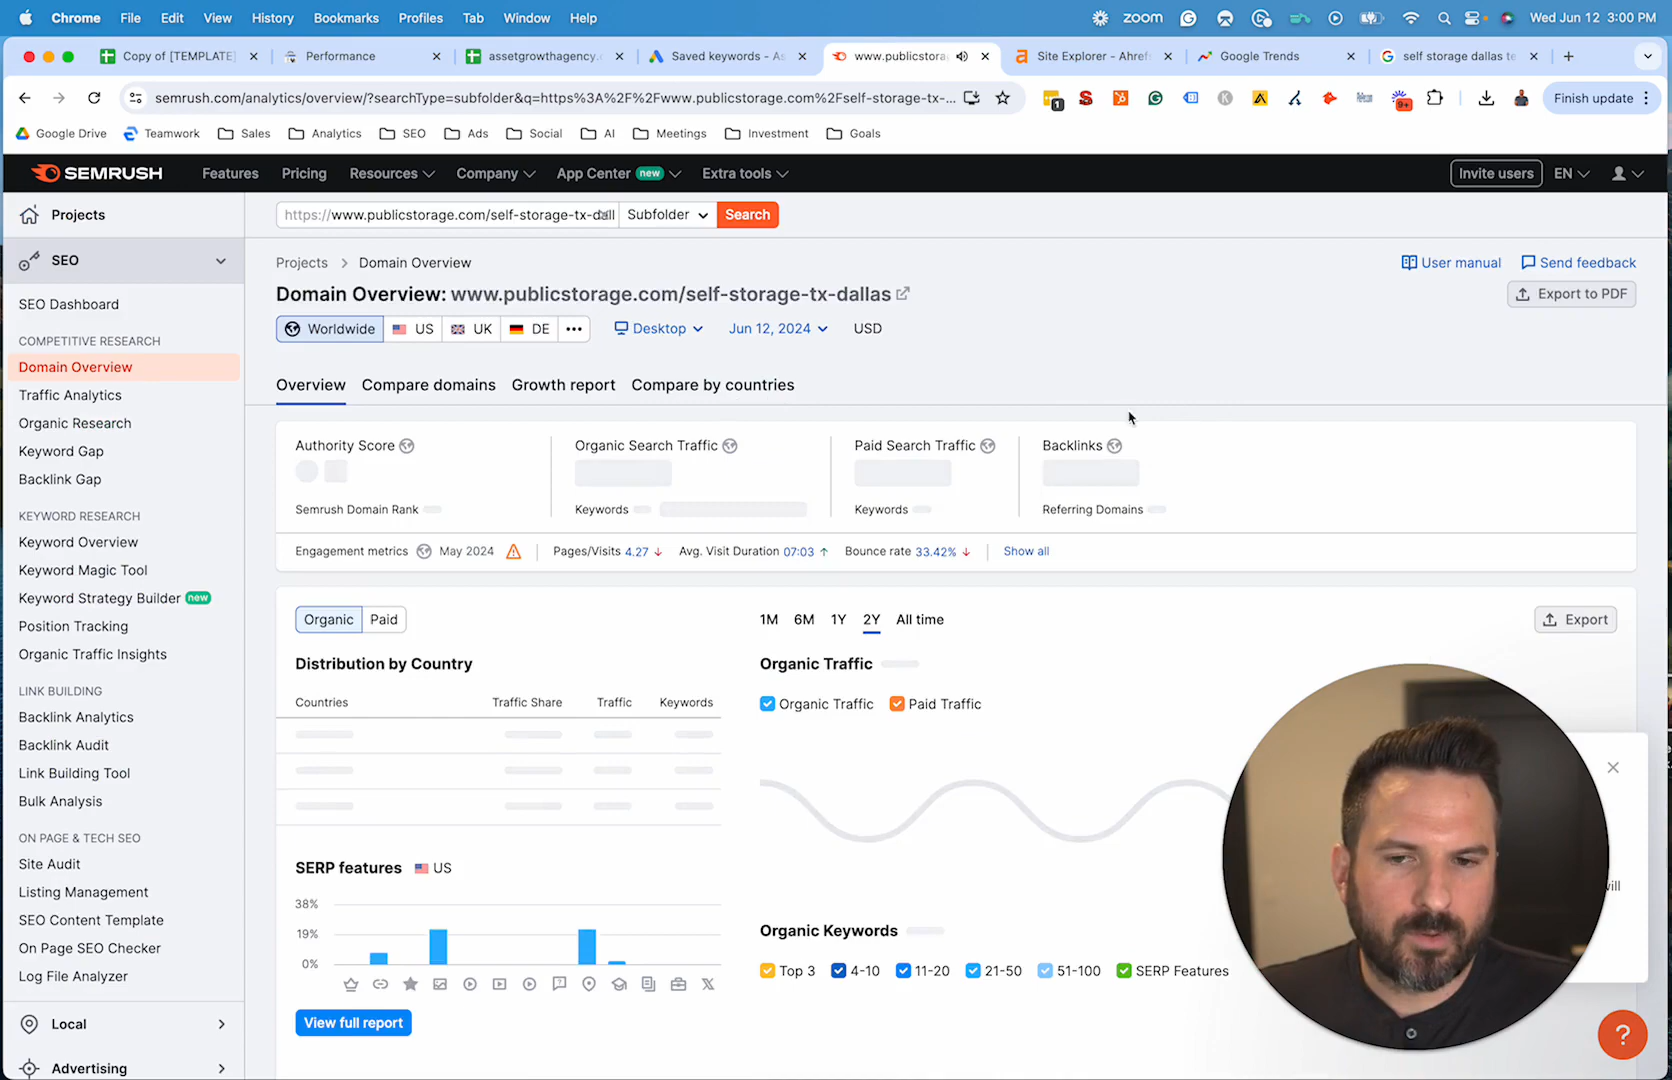 Chrome File Edit View History Bookmarks Profiles Tab Window Help zoom Wed Jun 12 3:00 PM
Copy of [TEMPLATE] Performance assetgrowthagency. Saved keywords - As www.publicstora Site Explorer - Ahref Google Trends self storage dallas te
semrush.com/analytics/overview/?searchType=subfolder&q=https%3A%2F%2Fwww.publicstorage.com%2Fself-storage-tx-... 1 9+ Finish update
Google Drive Teamwork Sales Analytics SEO Ads Social AI Meetings Investment Goals
SEMRUSH Features Pricing Resources Company App Center new Extra tools Invite users EN
Projects
https://www.publicstorage.com/self-storage-tx-dall Subfolder Search
SEO
Projects > Domain Overview User manual Send feedback
Domain Overview: www.publicstorage.com/self-storage-tx-dallas Export to PDF
Worldwide US UK DE ••• Desktop Jun 12, 2024 USD
Overview Compare domains Growth report Compare by countries
SEO Dashboard
COMPETITIVE RESEARCH
Domain Overview
Traffic Analytics
Organic Research
Keyword Gap
Backlink Gap
KEYWORD RESEARCH
Keyword Overview
Keyword Magic Tool
Keyword Strategy Builder new
Position Tracking
Organic Traffic Insights
LINK BUILDING
Backlink Analytics
Backlink Audit
Link Building Tool
Bulk Analysis
ON PAGE & TECH SEO
Site Audit
Listing Management
SEO Content Template
On Page SEO Checker
Log File Analyzer
Local
Advertising
Authority Score Organic Search Traffic Paid Search Traffic Backlinks
Semrush Domain Rank Keywords Keywords Referring Domains
Engagement metrics May 2024 Pages/Visits 4.27 ↓ Avg. Visit Duration 07:03 ↑ Bounce rate 33.42% ↓ Show all
Organic Paid
1M 6M 1Y 2Y All time Export
Distribution by Country
Countries Traffic Share Traffic Keywords
Organic Traffic
Organic Traffic Paid Traffic
SERP features US
38%
19%
0%
View full report
Organic Keywords
Top 3 4-10 11-20 21-50 51-100 SERP Features
?